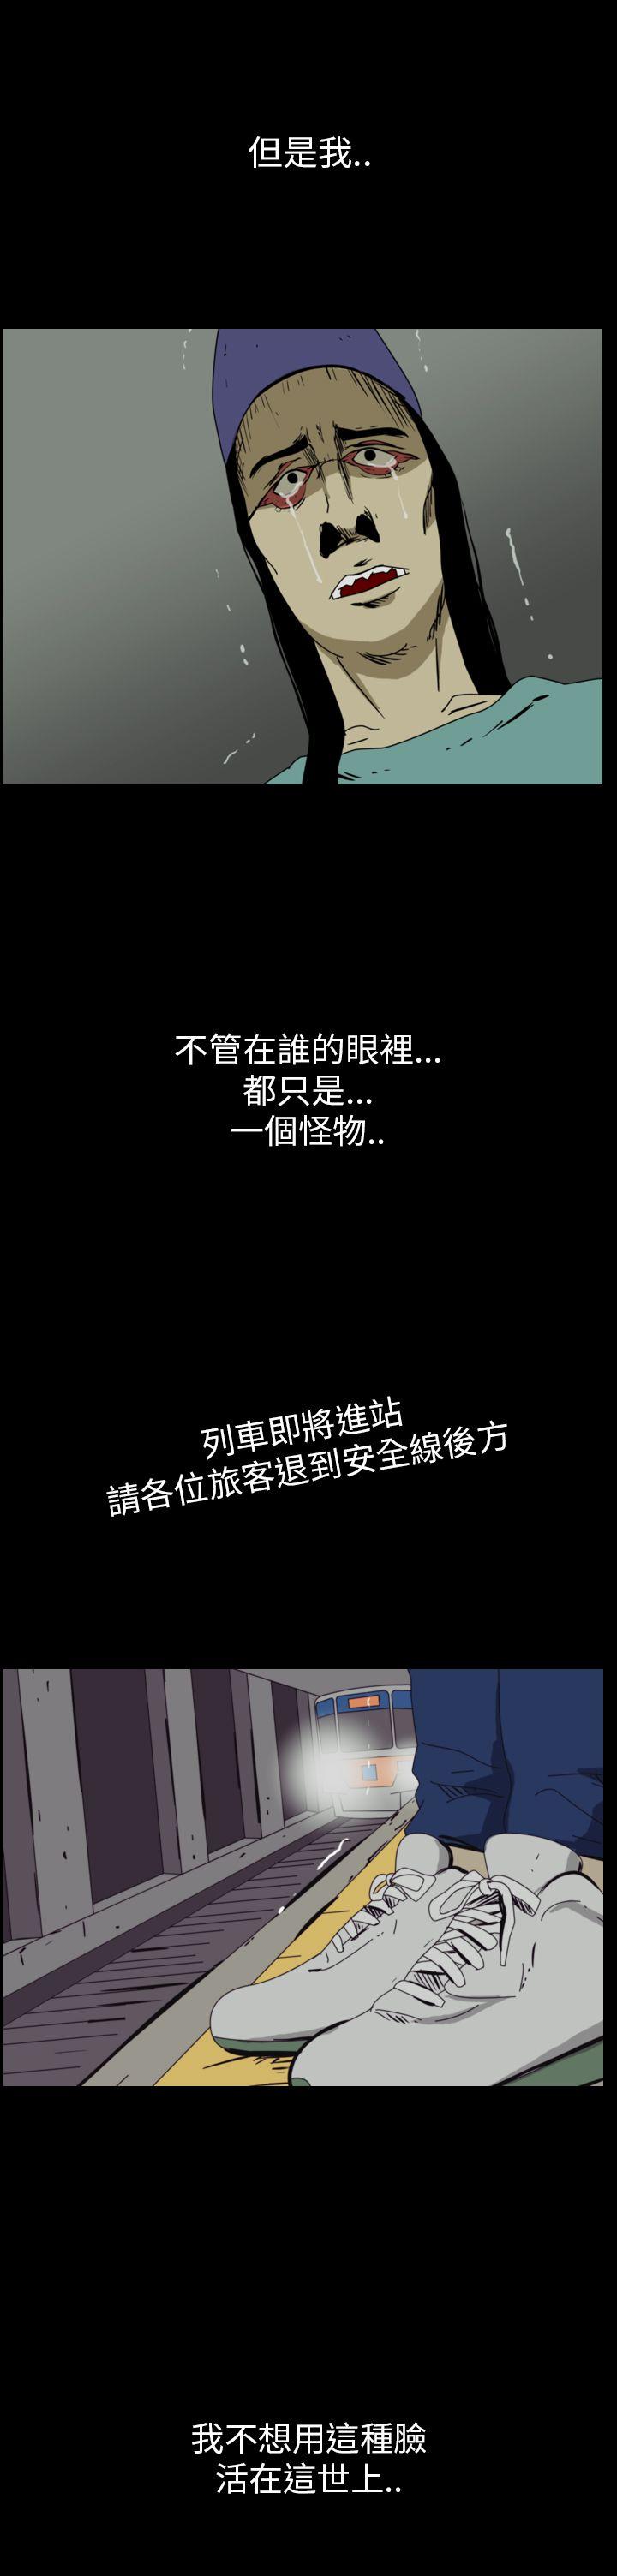 但是我..
不管在誰的眼裡...
都只是...
一個怪物..
列車即將進站
請各位旅客退到安全線後方
我不想用這種臉
活在這世上..